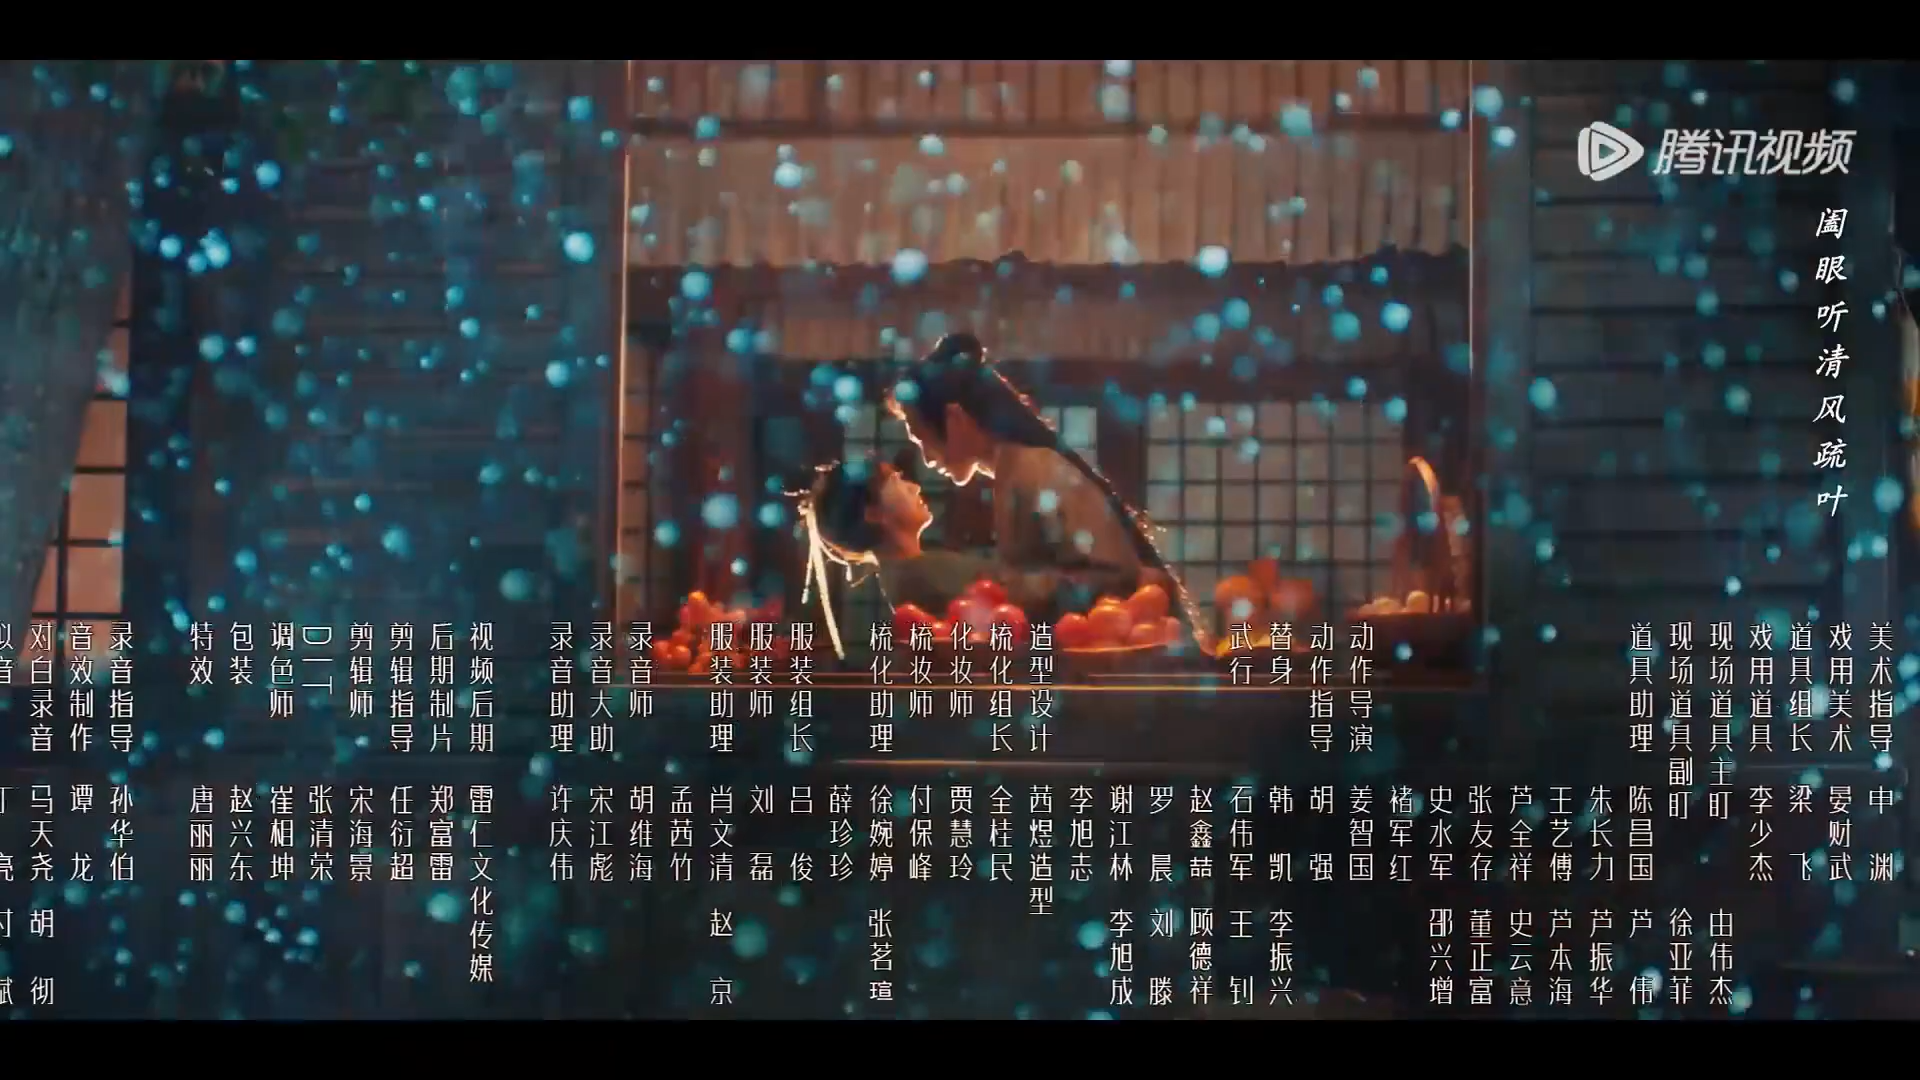 腾讯视频
阖眼听清风疏叶
美术指导 申渊
戏用美术 晏财武
道具组长 梁飞
戏用道具 李少杰
现场道具主盯 由伟杰
现场道具副盯 徐亚菲
道具助理 陈昌国 芦伟
朱长力 芦振华
王艺傅 芦本海
芦全祥 史云意
张友存 董正富
史水军 邵兴增
褚军红
动作导演 姜智国
动作指导 胡强
替身 韩凯 李振兴
武行 石伟军 王钊
赵鑫喆 顾德祥
罗晨 刘滕
谢江林 李旭成
李旭志
造型设计 茜煜造型
梳化组长 全桂民
化妆师 贾慧玲
梳妆师 付保峰
梳化助理 徐婉婷 张茗瑄
薛珍珍
服装组长 吕俊
服装师 刘磊
服装助理 肖文清 赵京
孟茜竹
录音师 胡维海
录音大助 宋江彪
录音助理 许庆伟
视频后期 雷仁文化传媒
后期制片 郑富雷
剪辑指导 任衍超
剪辑师 宋海景
DIT 张清荣
调色师 崔相坤
包装 赵兴东
特效 唐丽丽
录音指导 孙华伯
音效制作 谭龙
对白录音 马天尧 胡彻